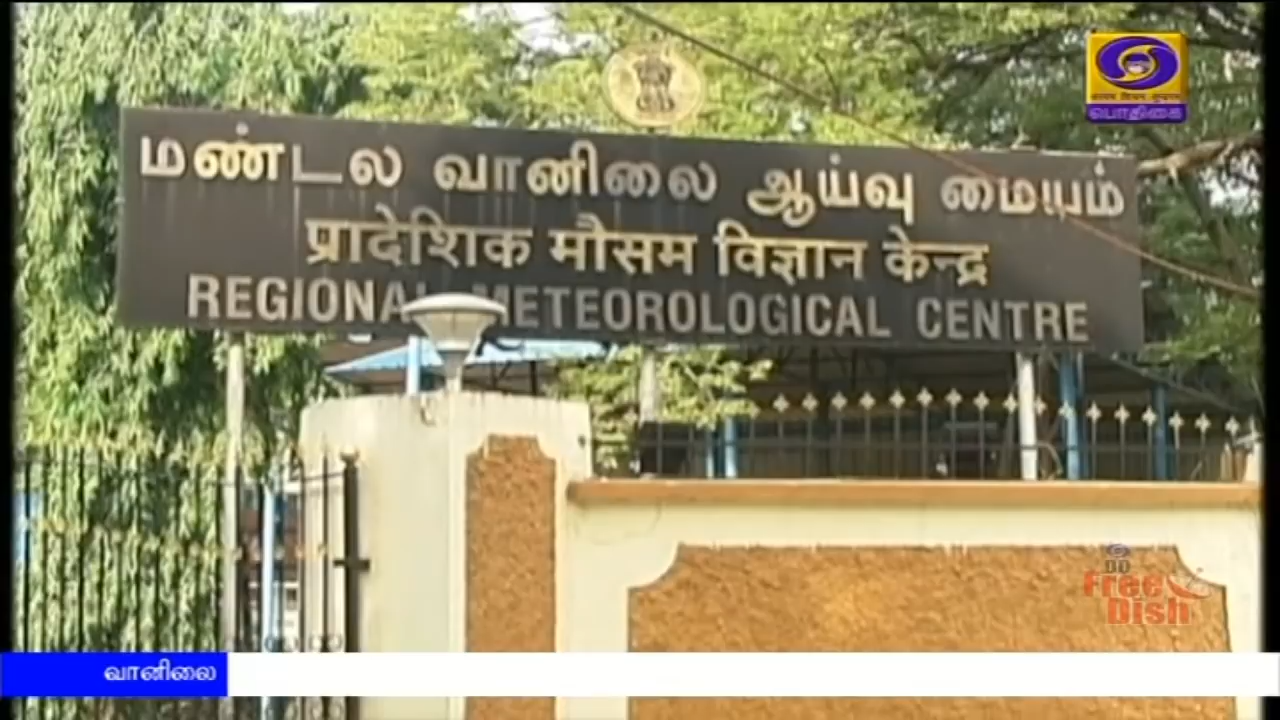 மண்டல வானிலை ஆய்வு மையம்
प्रादेशिक मौसम विज्ञान केन्द्र
REGIONAL METEOROLOGICAL CENTRE
பொதிகை
DD
Free
Dish
வானிலை